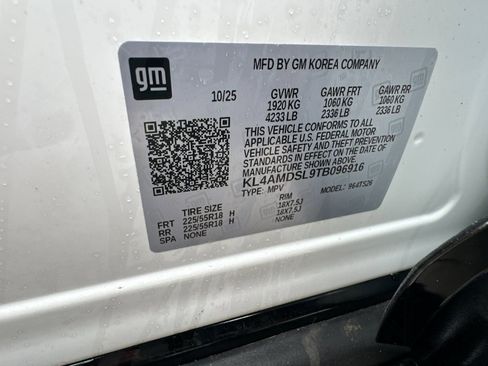 gm
MFD BY GM KOREA COMPANY
10/25 GVWR GAWR FRT GAWR RR
1920 KG 1060 KG 1060 KG
4233 LB 2336 LB 2336 LB
THIS VEHICLE CONFORMS TO ALL
APPLICABLE U.S. FEDERAL MOTOR
VEHICLE SAFETY AND THEFT PREVENTION
STANDARDS IN EFFECT ON THE DATE OF
MANUFACTURE SHOWN ABOVE.
KL4AMDSL9TB096916
TYPE: MPV MODEL: 964TS26
TIRE SIZE RIM
FRT 225/55R18 H 18X7.5J
RR 225/55R18 H 18X7.5J
SPA NONE NONE